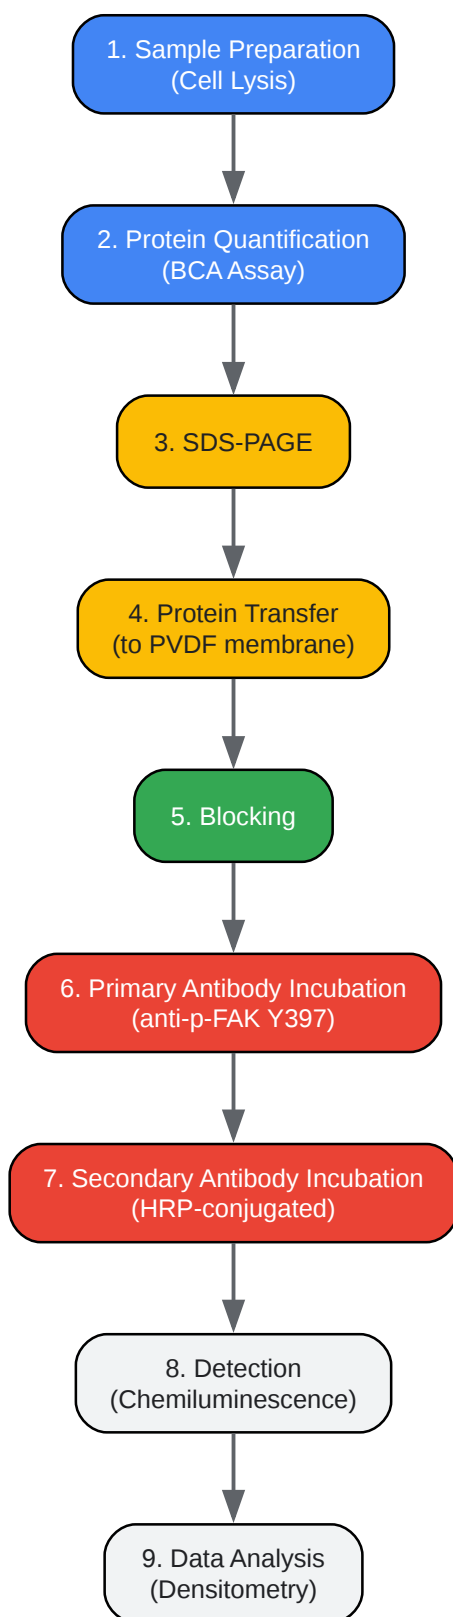 1. Sample Preparation
(Cell Lysis)
2. Protein Quantification
(BCA Assay)
3. SDS-PAGE
4. Protein Transfer
(to PVDF membrane)
5. Blocking
6. Primary Antibody Incubation
(anti-p-FAK Y397)
7. Secondary Antibody Incubation
(HRP-conjugated)
8. Detection
(Chemiluminescence)
9. Data Analysis
(Densitometry)